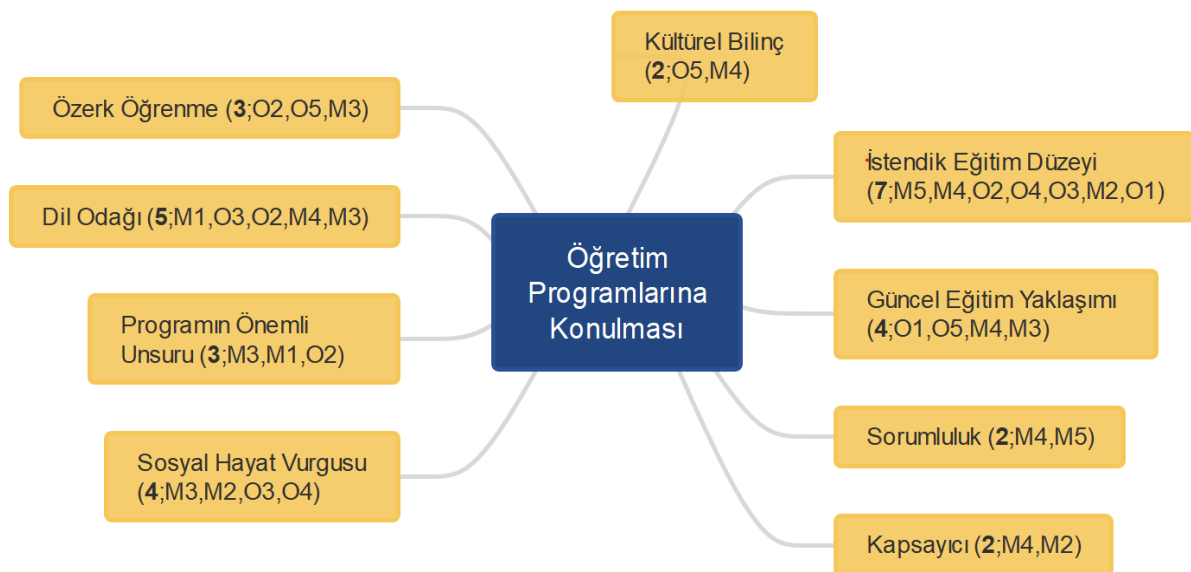 Kültürel Bilinç
(2;O5,M4)
Özerk Öğrenme (3;O2,O5,M3)
İstendik Eğitim Düzeyi
(7;M5,M4,O2,O4,O3,M2,O1)
Dil Odağı (5;M1,O3,O2,M4,M3)
Öğretim
Programlarına
Konulması
Güncel Eğitim Yaklaşımı
(4;O1,O5,M4,M3)
Programın Önemli
Unsuru (3;M3,M1,O2)
Sorumluluk (2;M4,M5)
Sosyal Hayat Vurgusu
(4;M3,M2,O3,O4)
Kapsayıcı (2;M4,M2)